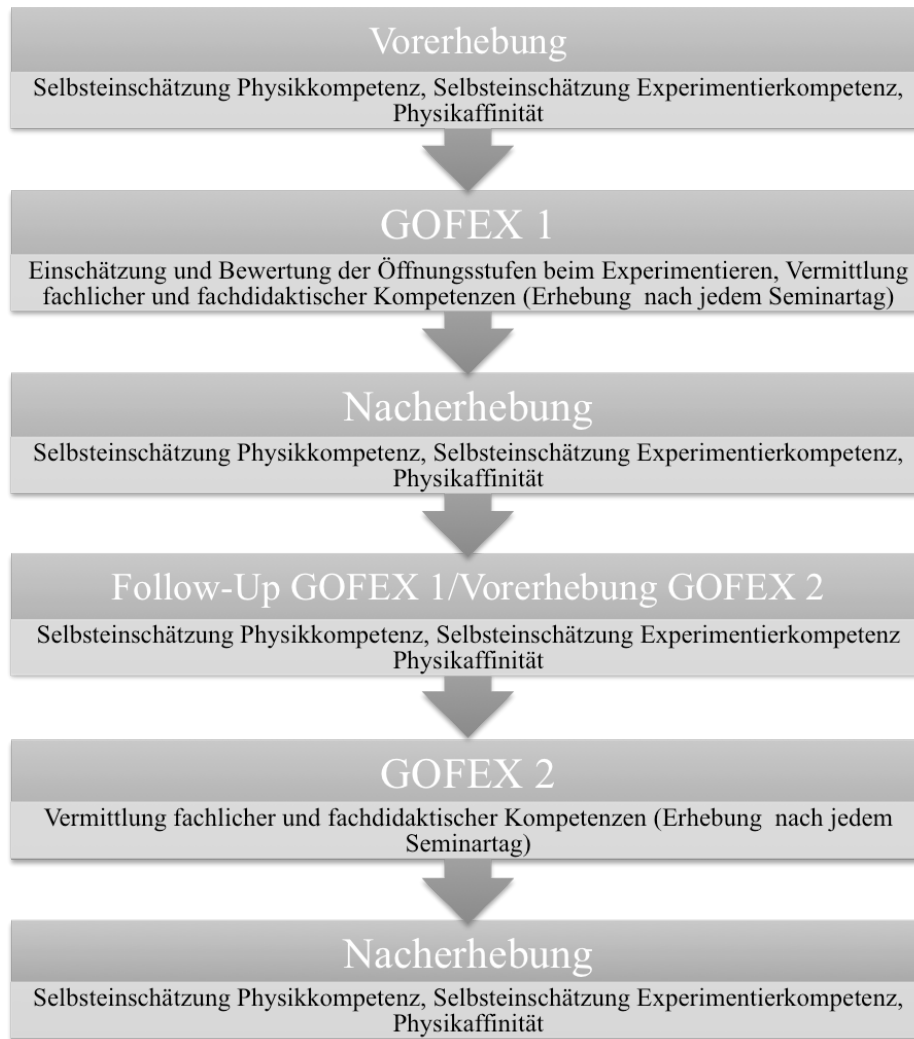 Vorerhebung
Selbsteinschätzung Physikkompetenz, Selbsteinschätzung Experimentierkompetenz,
Physikaffinität
GOFEX 1
Einschätzung und Bewertung der Öffnungsstufen beim Experimentieren, Vermittlung
fachlicher und fachdidaktischer Kompetenzen (Erhebung nach jedem Seminartag)
Nacherhebung
Selbsteinschätzung Physikkompetenz, Selbsteinschätzung Experimentierkompetenz,
Physikaffinität
Follow-Up GOFEX 1/Vorerhebung GOFEX 2
Selbsteinschätzung Physikkompetenz, Selbsteinschätzung Experimentierkompetenz
Physikaffinität
GOFEX 2
Vermittlung fachlicher und fachdidaktischer Kompetenzen (Erhebung nach jedem
Seminartag)
Nacherhebung
Selbsteinschätzung Physikkompetenz, Selbsteinschätzung Experimentierkompetenz,
Physikaffinität